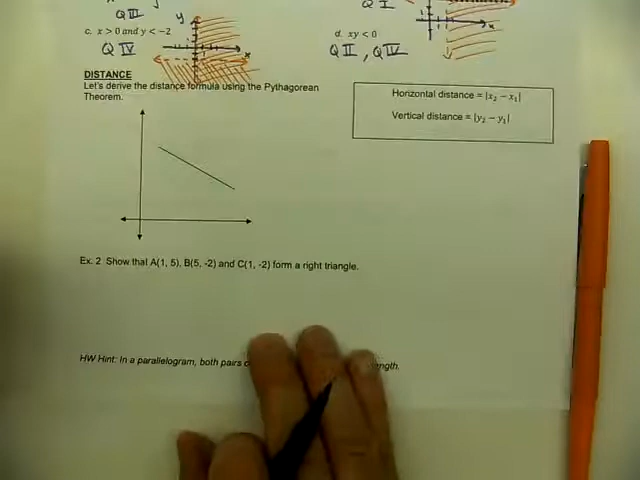 Q III
y
Q I
c. x > 0 and y < −2
d. xy < 0
Q IV
x
x
Q II , Q IV
DISTANCE
Let's derive the distance formula using the Pythagorean
Theorem.
Horizontal distance = |x₂ − x₁|
Vertical distance = |y₂ − y₁|
Ex. 2 Show that A(1, 5), B(5, -2) and C(1, -2) form a right triangle.
HW Hint: In a parallelogram, both pairs